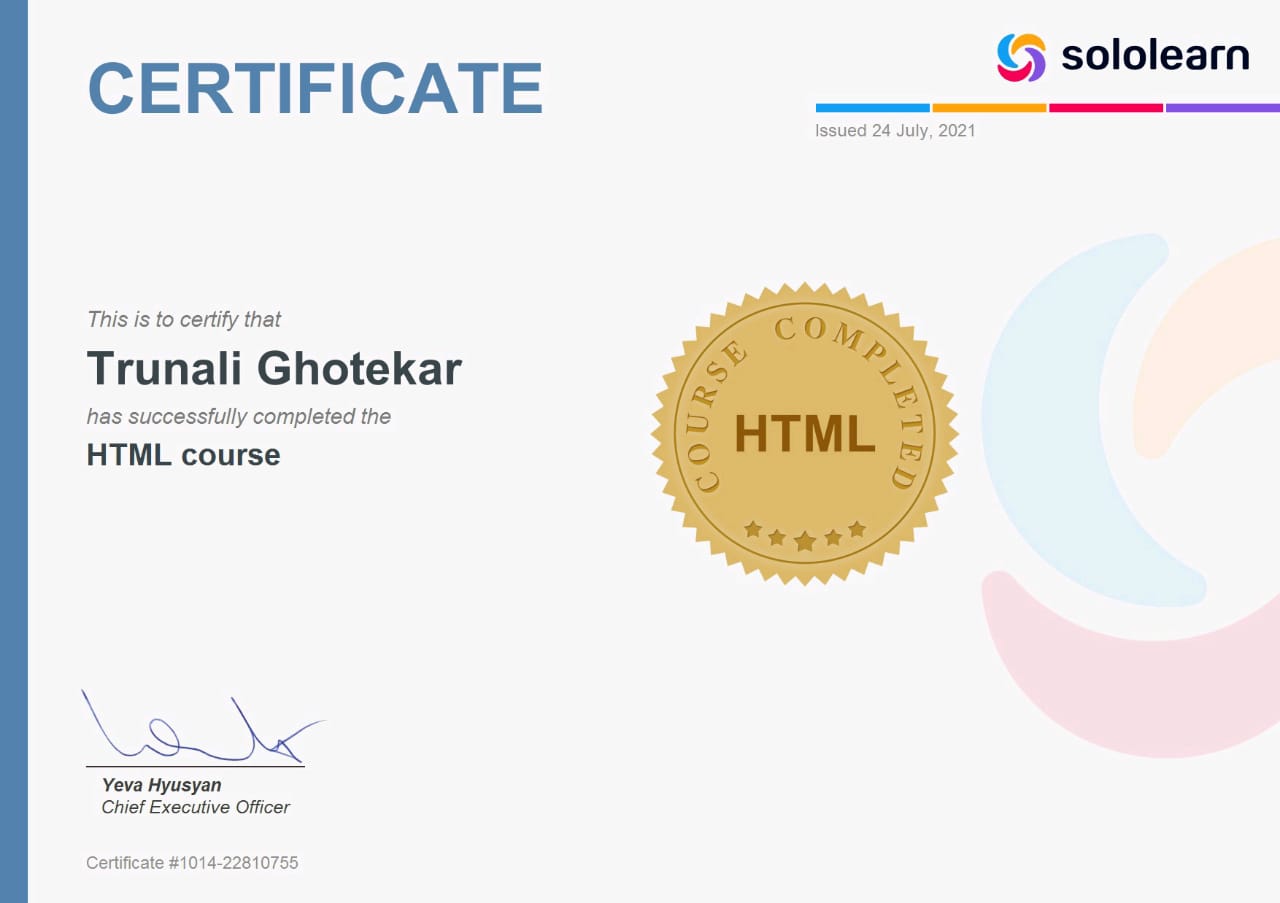 CERTIFICATE
sololearn
Issued 24 July, 2021
This is to certify that
Trunali Ghotekar
has successfully completed the
HTML course
COURSE COMPLETED
HTML
Yeva Hyusyan
Chief Executive Officer
Certificate #1014-22810755